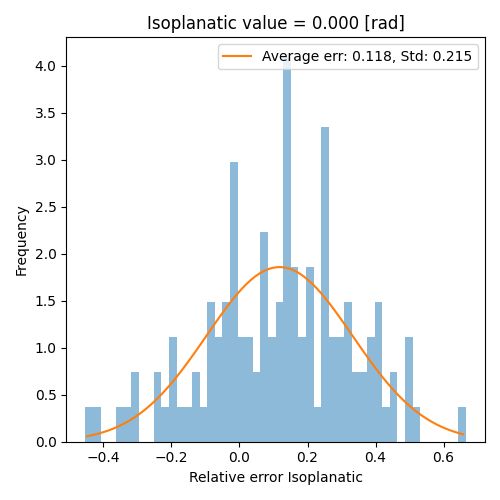 Isoplanatic value = 0.000 [rad]
Average err: 0.118, Std: 0.215
Frequency
4.0
3.5
3.0
2.5
2.0
1.5
1.0
0.5
0.0
−0.4 −0.2 0.0 0.2 0.4 0.6
Relative error Isoplanatic